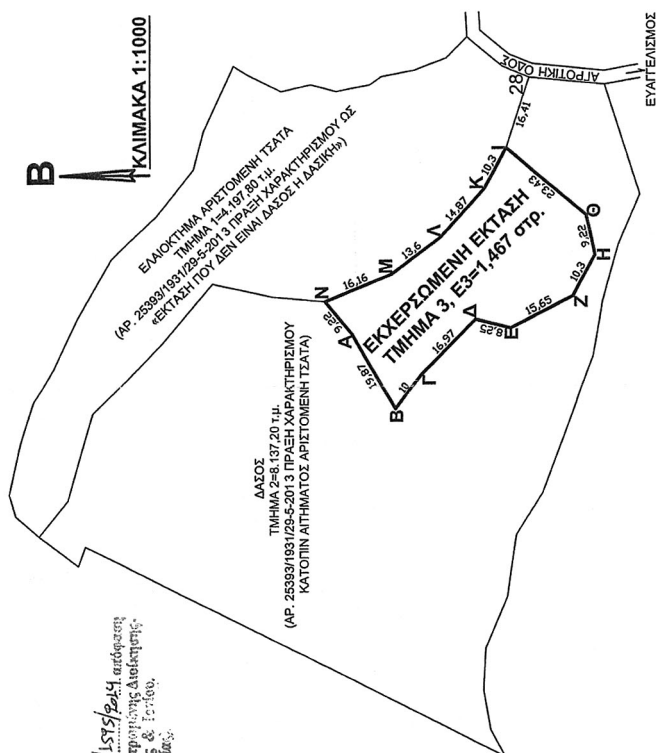 Β
ΚΛΙΜΑΚΑ 1:1000
ΕΛΑΙΟΚΤΗΜΑ ΑΡΙΣΤΟΜΕΝΗ ΤΣΑΤΑ
ΤΜΗΜΑ 1=4.197,80 τ.μ.
(ΑΡ. 25393/1931/29-5-2013 ΠΡΑΞΗ ΧΑΡΑΚΤΗΡΙΣΜΟΥ ΩΣ
«ΕΚΤΑΣΗ ΠΟΥ ΔΕΝ ΕΙΝΑΙ ΔΑΣΟΣ Η ΔΑΣΙΚΗ»)
ΔΑΣΟΣ
ΤΜΗΜΑ 2=8.137,20 τ.μ.
(ΑΡ. 25393/1931/29-5-2013 ΠΡΑΞΗ ΧΑΡΑΚΤΗΡΙΣΜΟΥ
ΚΑΤΟΠΙΝ ΑΙΤΗΜΑΤΟΣ ΑΡΙΣΤΟΜΕΝΗ ΤΣΑΤΑ)
ΕΚΧΕΡΣΩΜΕΝΗ ΕΚΤΑΣΗ
ΤΜΗΜΑ 3, Ε3=1,467 στρ.
Α
9,22
Ν
16,16
Μ
13,6
Λ
14,87
Κ
10,3
Ι
16,41
28
23,43
Θ
9,22
Η
10,3
Ζ
15,65
Ε
8,25
Δ
16,97
Γ
10
Β
19,87
ΑΓΡΟΤΙΚΗ ΟΔΟΣ
ΕΥΑΓΓΕΛΙΣΜΟΣ
απόφαση